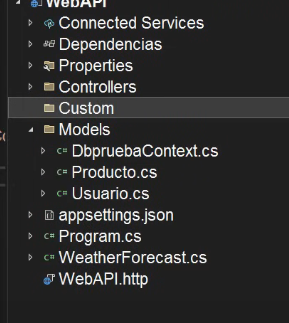 WebAPI
Connected Services
Dependencias
Properties
Controllers
Custom
Models
C# DbpruebaContext.cs
C# Producto.cs
C# Usuario.cs
appsettings.json
C# Program.cs
C# WeatherForecast.cs
WebAPI.http